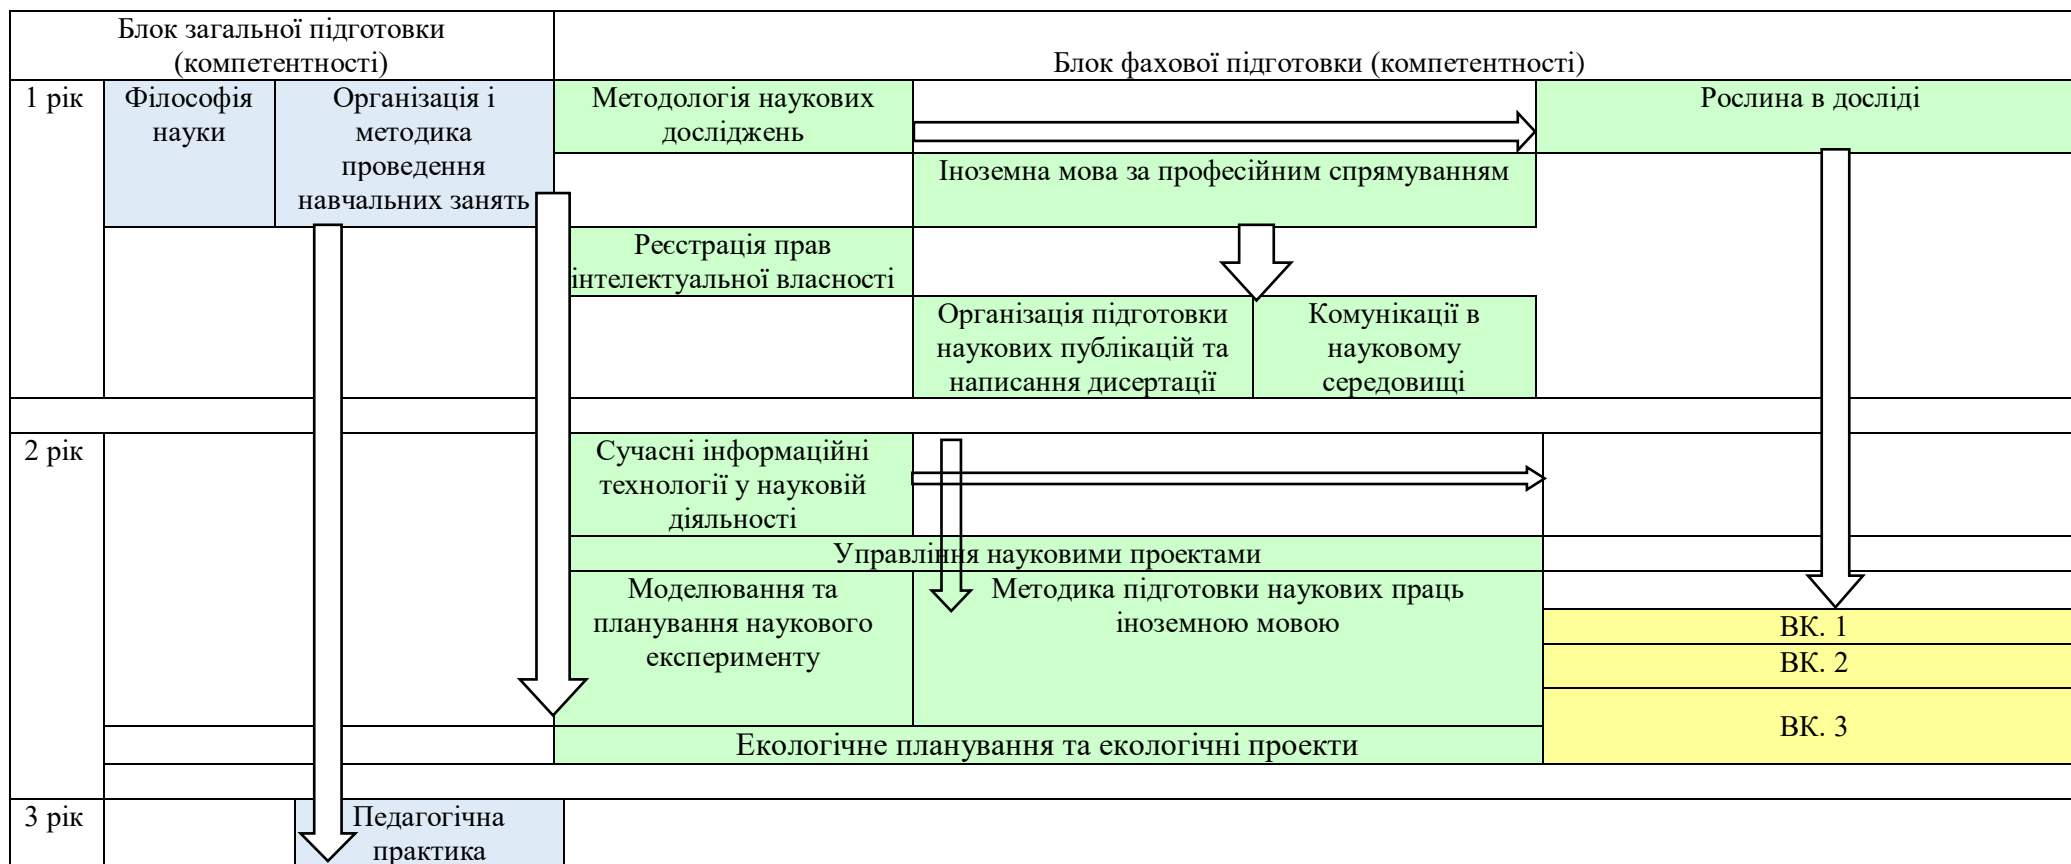 Блок загальної підготовки
(компетентності)
Блок фахової підготовки (компетентності)
1 рік
Філософія
науки
Організація і
методика
проведення
навчальних занять
Методологія наукових
досліджень
Рослина в досліді
Іноземна мова за професійним спрямуванням
Реєстрація прав
інтелектуальної власності
Організація підготовки
наукових публікацій та
написання дисертації
Комунікації в
науковому
середовищі
2 рік
Сучасні інформаційні
технології у науковій
діяльності
Управління науковими проектами
Моделювання та
планування наукового
експерименту
Методика підготовки наукових праць
іноземною мовою
ВК. 1
ВК. 2
ВК. 3
Екологічне планування та екологічні проекти
3 рік
Педагогічна
практика